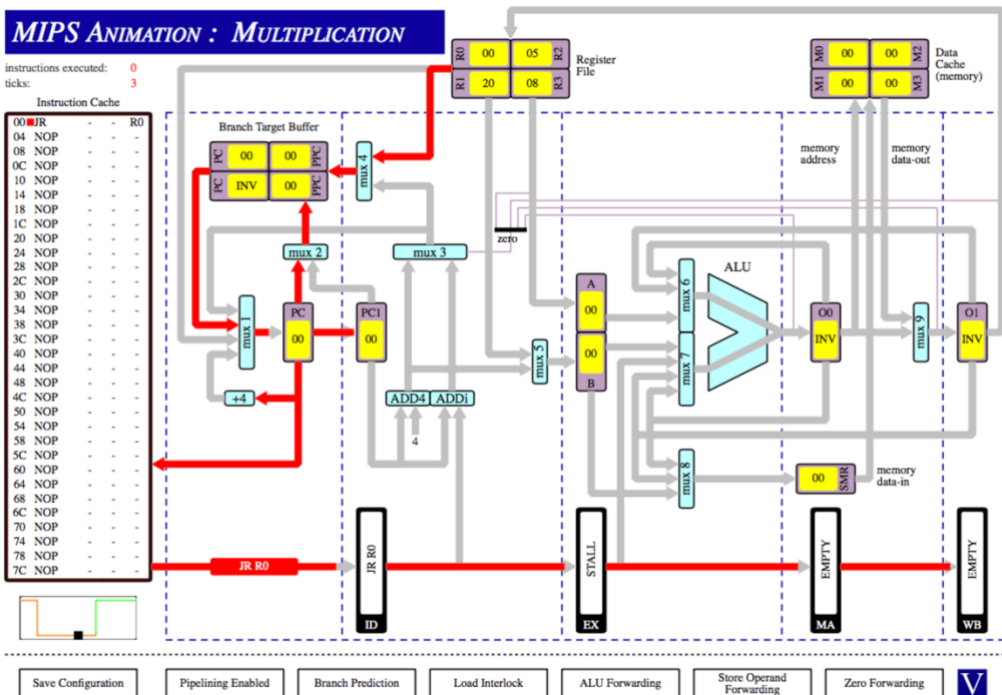 MIPS ANIMATION : MULTIPLICATION
instructions executed: 0
ticks: 3
Instruction Cache
00 JR - - R0
04 NOP - - -
08 NOP - - -
0C NOP - - -
10 NOP - - -
14 NOP - - -
18 NOP - - -
1C NOP - - -
20 NOP - - -
24 NOP - - -
28 NOP - - -
2C NOP - - -
30 NOP - - -
34 NOP - - -
38 NOP - - -
3C NOP - - -
40 NOP - - -
44 NOP - - -
48 NOP - - -
4C NOP - - -
50 NOP - - -
54 NOP - - -
58 NOP - - -
5C NOP - - -
60 NOP - - -
64 NOP - - -
68 NOP - - -
6C NOP - - -
70 NOP - - -
74 NOP - - -
78 NOP - - -
7C NOP - - -
R0 00 05 R2
R1 20 08 R3
Register
File
M0 00 00 M2
M1 00 00 M3
Data
Cache
(memory)
Branch Target Buffer
PC 00 00 PPC
PC INV 00 PPC
mux 4
memory
address
memory
data-out
zero
mux 2
mux 3
mux 1
PC
00
PC1
00
+4
ADD4
ADDi
4
mux 5
A
00
00
B
mux 6
mux 7
ALU
O0
INV
mux 9
O1
INV
mux 8
00 SMR
memory
data-in
JR R0
JR R0
ID
STALL
EX
EMPTY
MA
EMPTY
WB
Save Configuration
Pipelining Enabled
Branch Prediction
Load Interlock
ALU Forwarding
Store Operand
Forwarding
Zero Forwarding
V